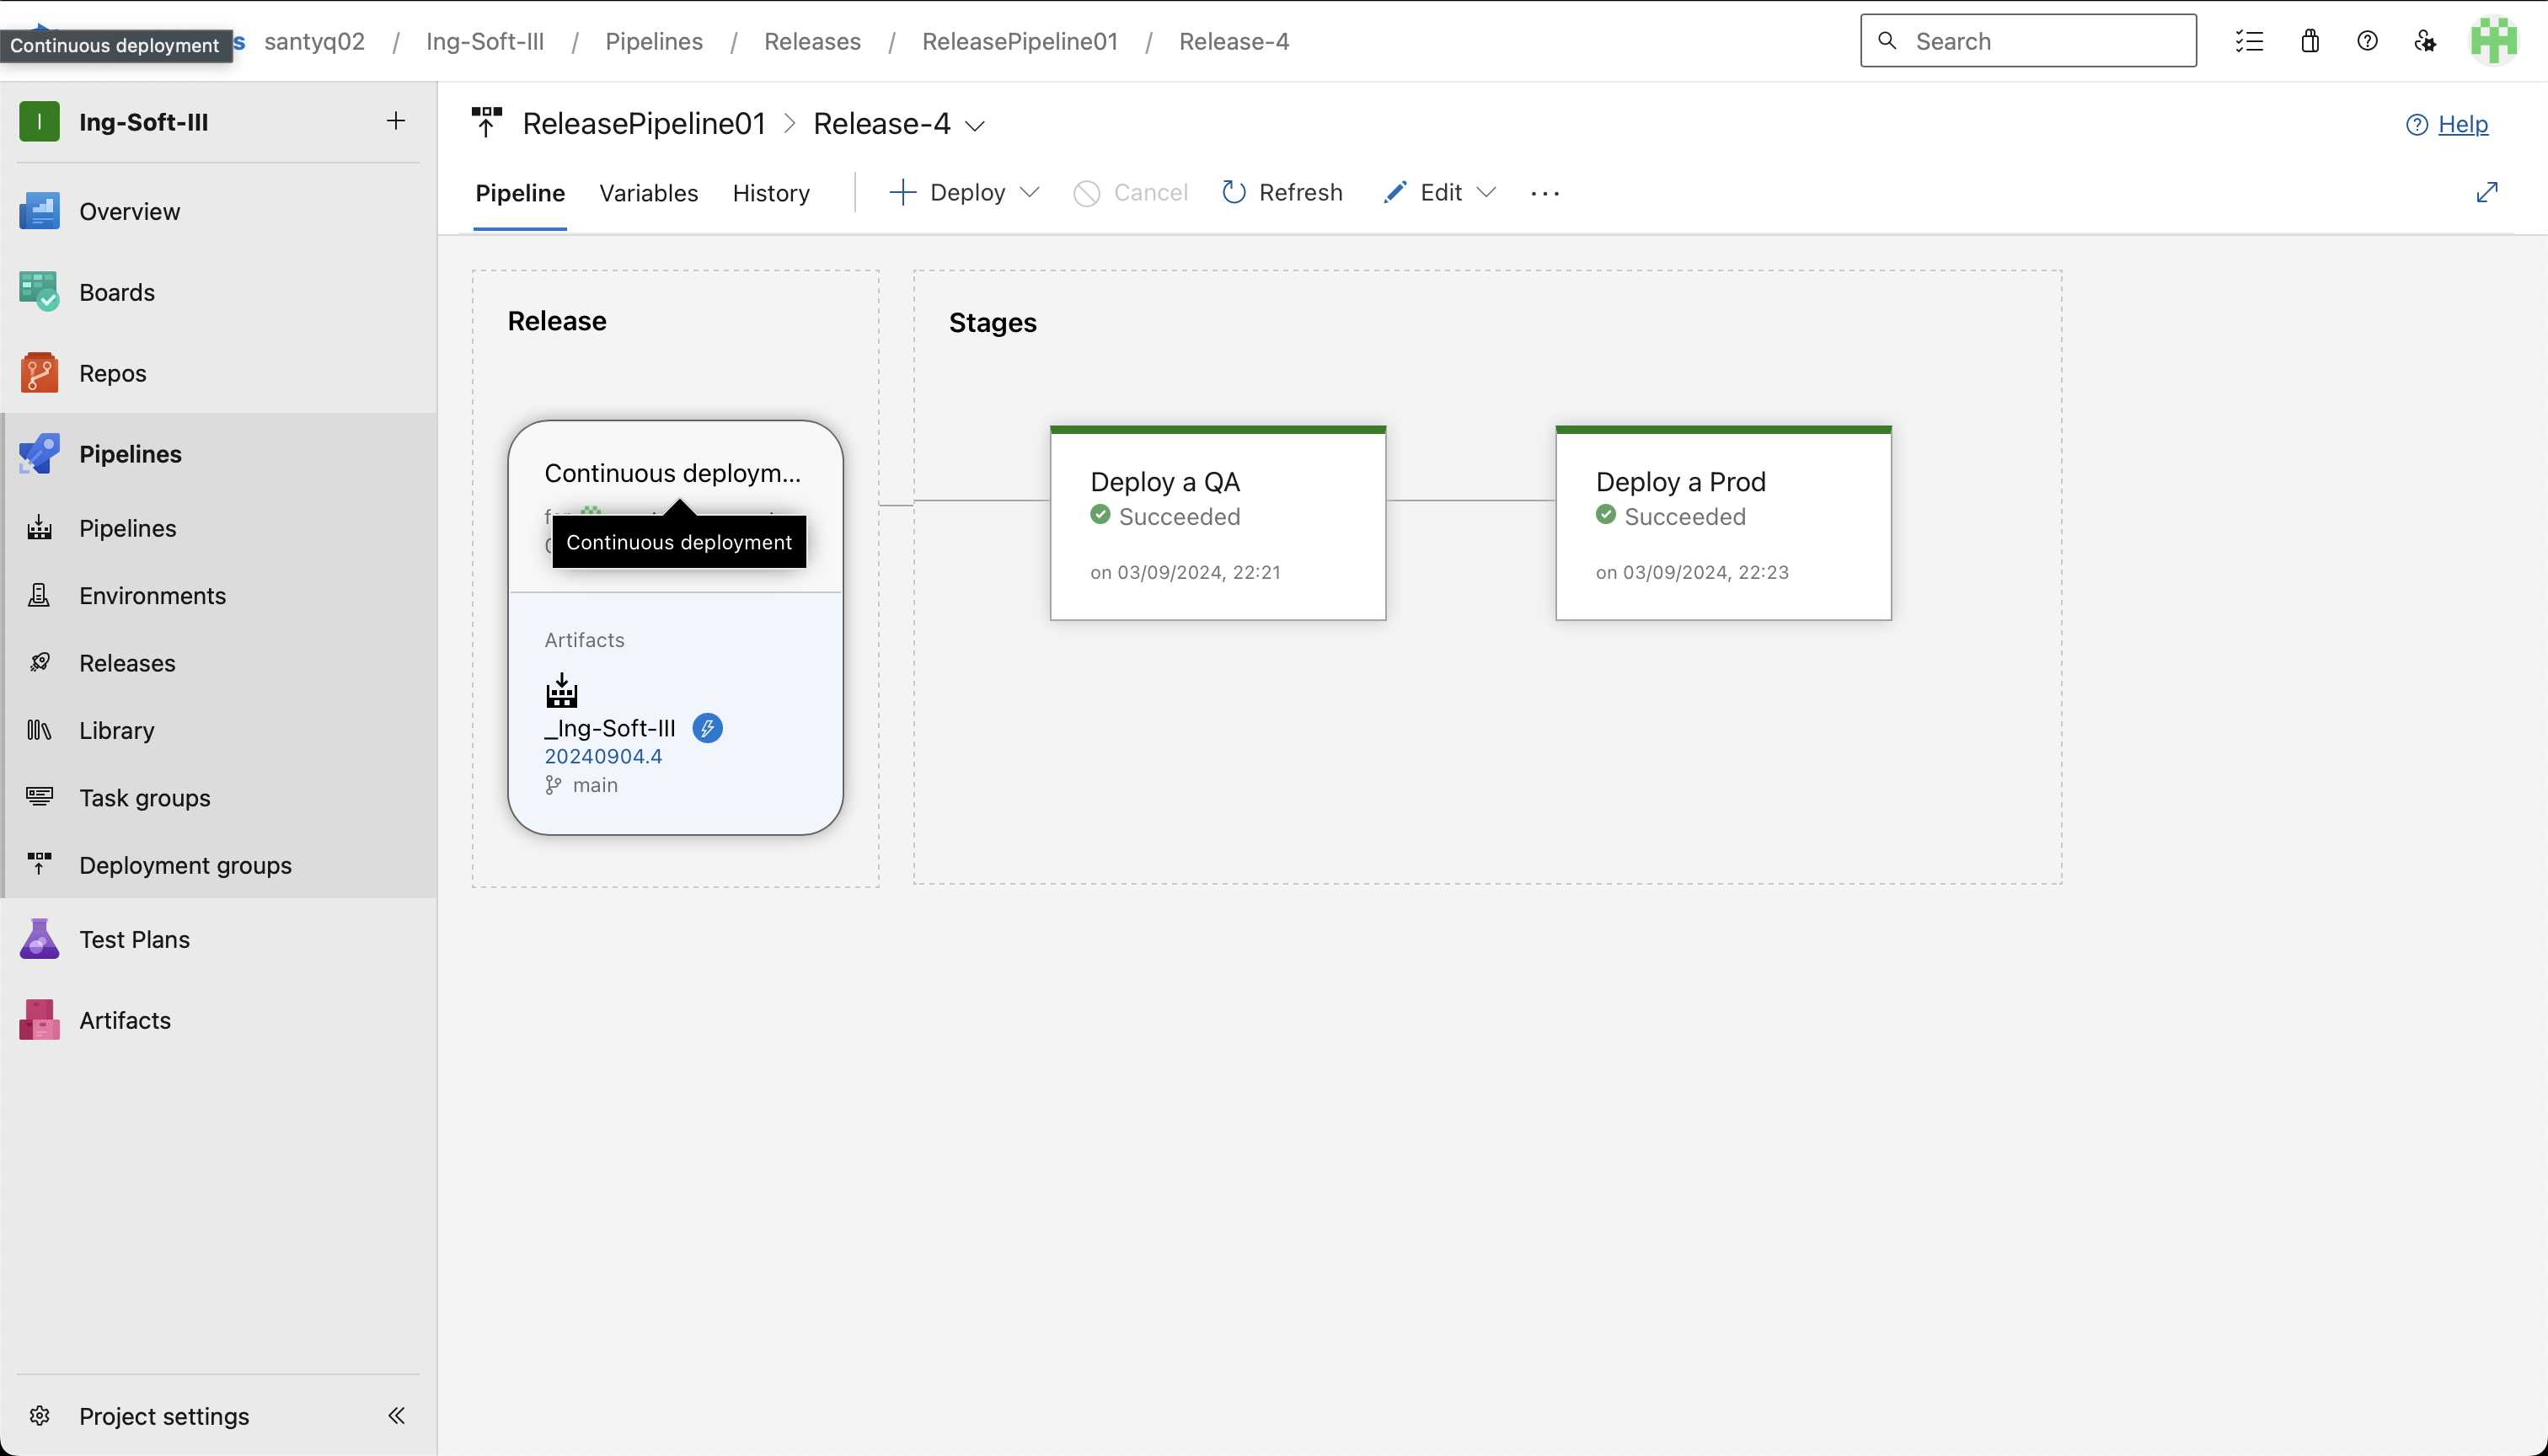 Continuous deployment
s santyq02 / Ing-Soft-III / Pipelines / Releases / ReleasePipeline01 / Release-4
Search
I Ing-Soft-III
Overview
Boards
Repos
Pipelines
Pipelines
Environments
Releases
Library
Task groups
Deployment groups
Test Plans
Artifacts
Project settings
ReleasePipeline01 > Release-4
Help
Pipeline Variables History Deploy Cancel Refresh Edit ...
Release
Continuous deploym...
Continuous deployment
Artifacts
_Ing-Soft-III
20240904.4
main
Stages
Deploy a QA
Succeeded
on 03/09/2024, 22:21
Deploy a Prod
Succeeded
on 03/09/2024, 22:23